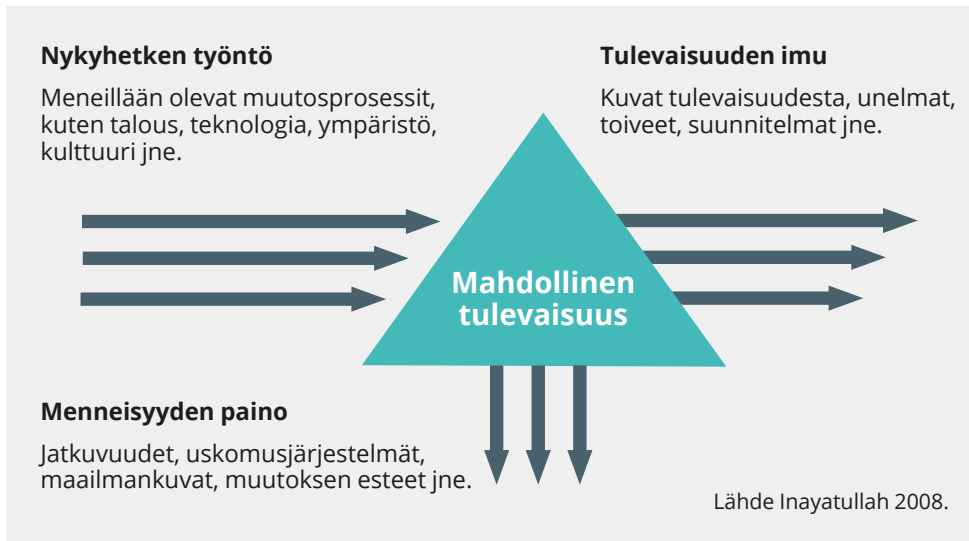 Nykyhetken työntö
Meneillään olevat muutosprosessit,
kuten talous, teknologia, ympäristö,
kulttuuri jne.
Tulevaisuuden imu
Kuvat tulevaisuudesta, unelmat,
toiveet, suunnitelmat jne.
Mahdollinen
tulevaisuus
Menneisyyden paino
Jatkuvuudet, uskomusjärjestelmät,
maailmankuvat, muutoksen esteet jne.
Lähde Inayatullah 2008.